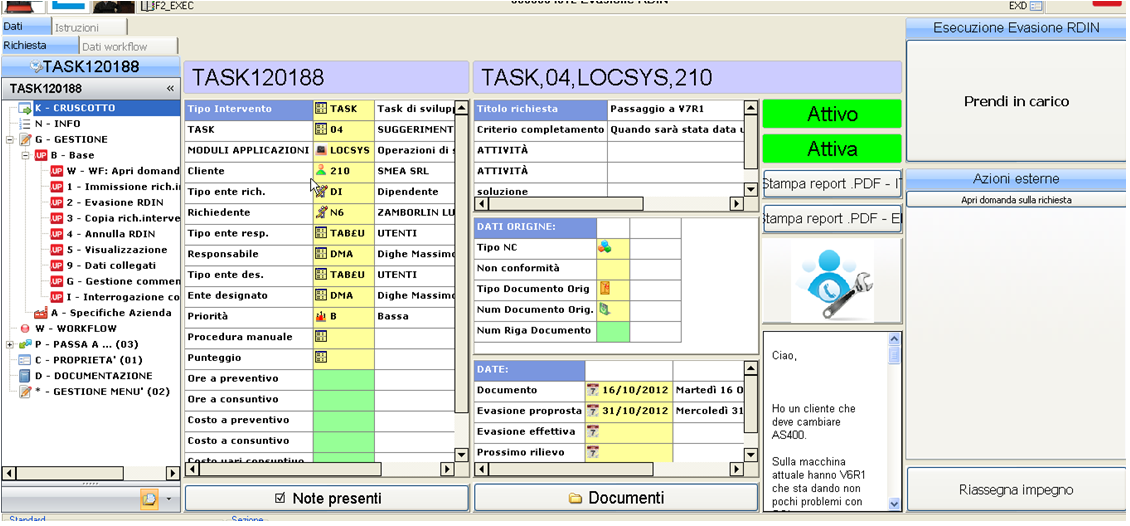 F2_EXEC
EXD
Dati
Istruzioni
Richiesta
Dati workflow
TASK120188
TASK120188 «
K - CRUSCOTTO
N - INFO
G - GESTIONE
B - Base
W - WF: Apri domand
1 - Immissione rich.i
2 - Evasione RDIN
3 - Copia rich.interve
4 - Annulla RDIN
5 - Visualizzazione
9 - Dati collegati
G - Gestione commen
I - Interrogazione co
A - Specifiche Azienda
W - WORKFLOW
P - PASSA A ... (03)
C - PROPRIETA' (01)
D - DOCUMENTAZIONE
* - GESTIONE MENU' (02)
TASK120188
Tipo Intervento TASK Task di svilupp
TASK 04 SUGGERIMENT
MODULI APPLICAZIONI LOCSYS Operazioni di s
Cliente 210 SMEA SRL
Tipo ente rich. DI Dipendente
Richiedente N6 ZAMBORLIN LU
Tipo ente resp. TAB£U UTENTI
Responsabile DMA Dighe Massimo
Tipo ente des. TAB£U UTENTI
Ente designato DMA Dighe Massimo
Priorità B Bassa
Procedura manuale
Punteggio
Ore a preventivo
Ore a consuntivo
Costo a preventivo
Costo a consuntivo
Costo vari consuntivo
Note presenti
TASK,04,LOCSYS,210
Titolo richiesta Passaggio a V7R1
Criterio completamento Quando sarà stata data u
ATTIVITÀ
ATTIVITÀ
soluzione
DATI ORIGINE:
Tipo NC
Non conformità
Tipo Documento Orig
Num Documento Orig.
Num Riga Documento
DATE:
Documento 16/10/2012 Martedì 16 O
Evasione proprosta 31/10/2012 Mercoledì 31
Evasione effettiva
Prossimo rilievo
Documenti
Attivo
Attiva
Stampa report .PDF - I
Stampa report .PDF - E
Ciao,
Ho un cliente che
deve cambiare
AS400.
Sulla macchina
attuale hanno V6R1
che sta dando non
pochi problemi con
Esecuzione Evasione RDIN
Prendi in carico
Azioni esterne
Apri domanda sulla richiesta
Riassegna impegno
Standard
Sezione